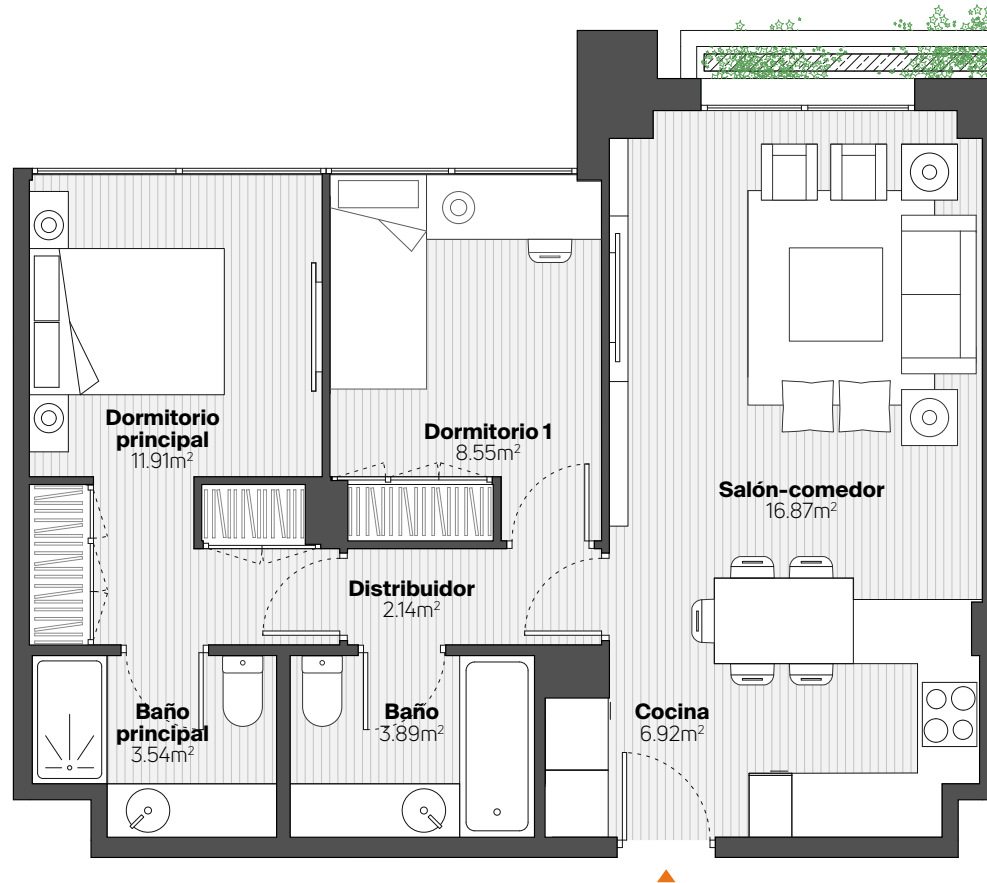 Dormitorio
principal
11.91m²
Dormitorio 1
8.55m²
Salón-comedor
16.87m²
Distribuidor
2.14m²
Baño
principal
3.54m²
Baño
3.89m²
Cocina
6.92m²